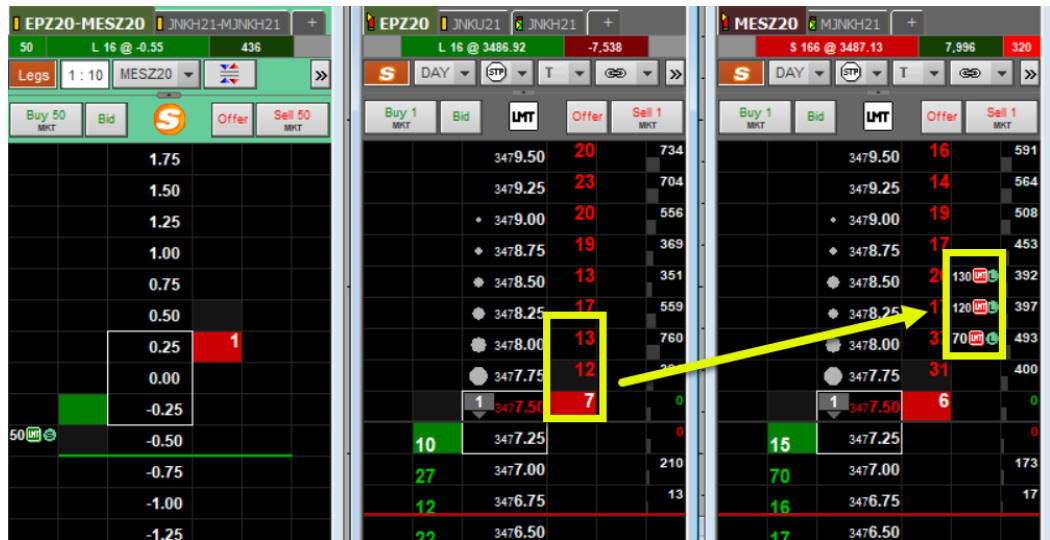 EPZ20-MESZ20 JNKH21-MJNKH21 +
50 L 16 @ -0.55 436
Legs 1 : 10 MESZ20 »
Buy 50 MKT Bid S Offer Sell 50 MKT
1.75
1.50
1.25
1.00
0.75
0.50
0.25 1
0.00
-0.25
50 LMT S -0.50
-0.75
-1.00
-1.25
EPZ20 JNKU21 JNKH21 +
L 16 @ 3486.92 -7,538
S DAY STP T »
Buy 1 MKT Bid LMT Offer Sell 1 MKT
3479.50 20 734
3479.25 23 704
3479.00 20 556
3478.75 19 369
3478.50 13 351
3478.25 17 559
3478.00 13 760
3477.75 12
1 3477.50 7 0
10 3477.25 0
27 3477.00 210
12 3476.75 13
22 3476.50
MESZ20 MJNKH21 +
S 166 @ 3487.13 7,996 320
S DAY STP T »
Buy 1 MKT Bid LMT Offer Sell 1 MKT
3479.50 16 591
3479.25 14 564
3479.00 19 508
3478.75 17 453
3478.50 130 LMT L 392
3478.25 120 LMT L 397
3478.00 70 LMT L 493
3477.75 31 400
1 3477.50 6 0
15 3477.25 0
70 3477.00 173
16 3476.75 17
17 3476.50